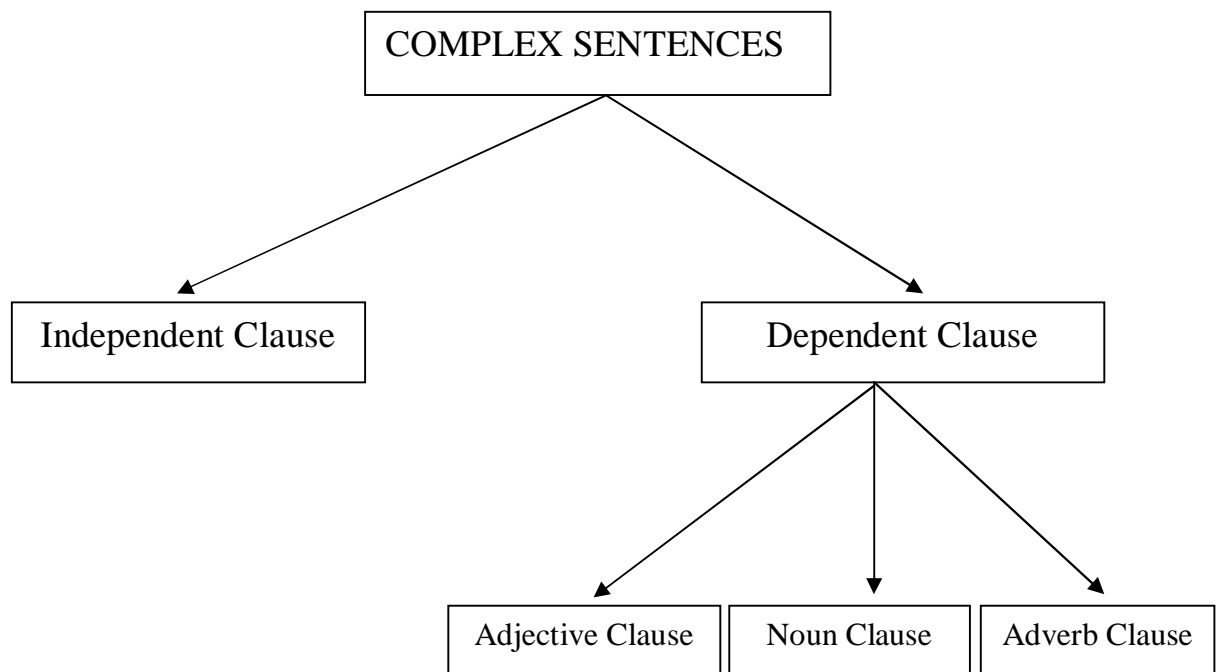 COMPLEX SENTENCES
Independent Clause
Dependent Clause
Adjective Clause
Noun Clause
Adverb Clause